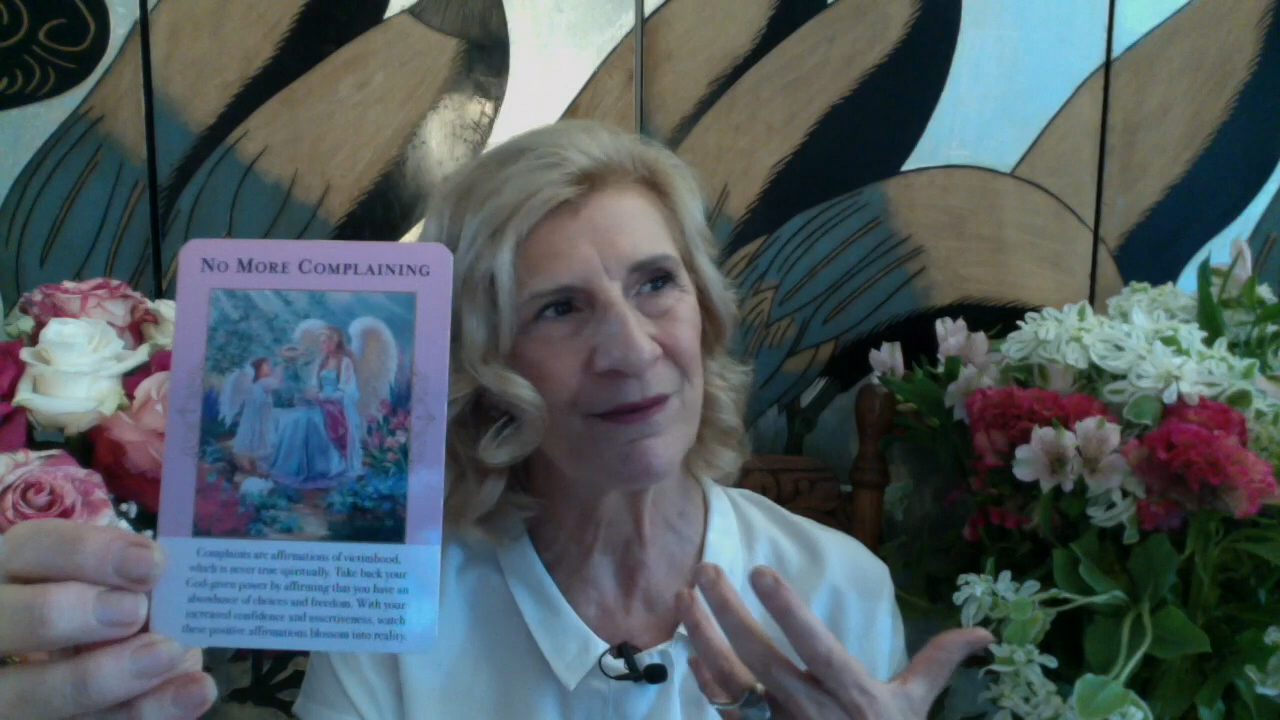 NO MORE COMPLAINING
Complaints are affirmations of victimhood,
which is never true spiritually. Take back your
God-given power by affirming that you have an
abundance of choices and freedom. With your
increased confidence and assertiveness, watch
these positive affirmations blossom into reality.